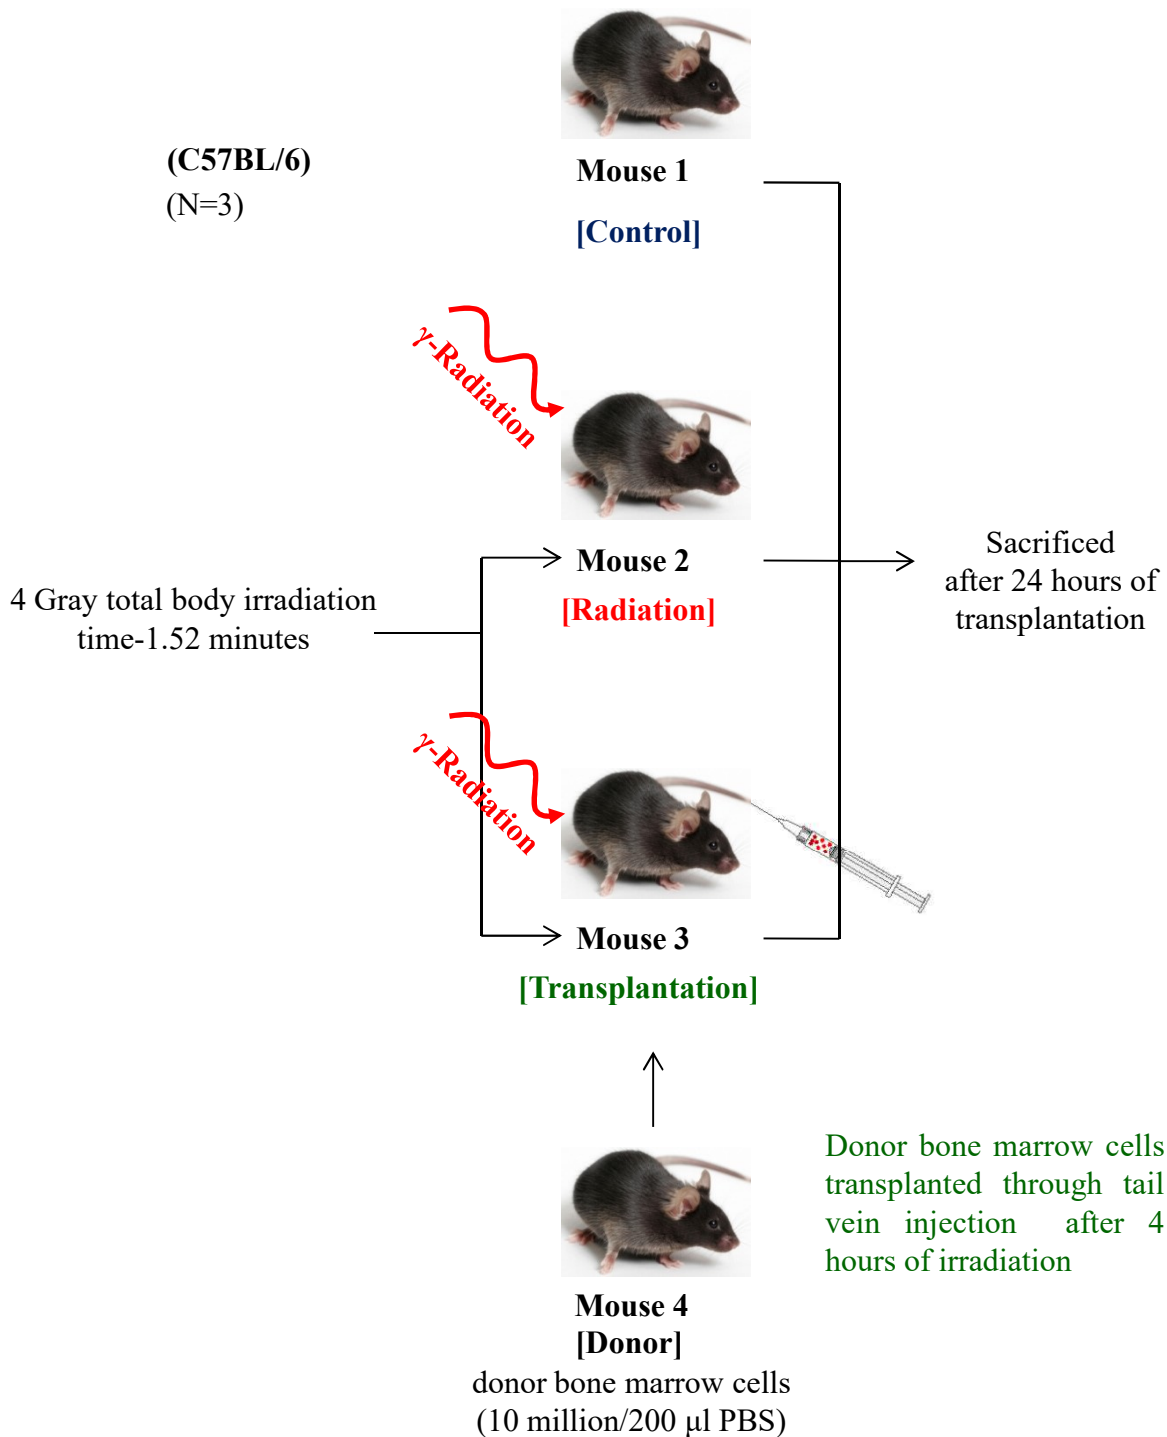 (C57BL/6)
(N=3)
Mouse 1
[Control]
γ-Radiation
Mouse 2
[Radiation]
4 Gray total body irradiation
time-1.52 minutes
Sacrificed
after 24 hours of
transplantation
γ-Radiation
Mouse 3
[Transplantation]
Donor bone marrow cells
transplanted through tail
vein injection after 4
hours of irradiation
Mouse 4
[Donor]
donor bone marrow cells
(10 million/200 μl PBS)